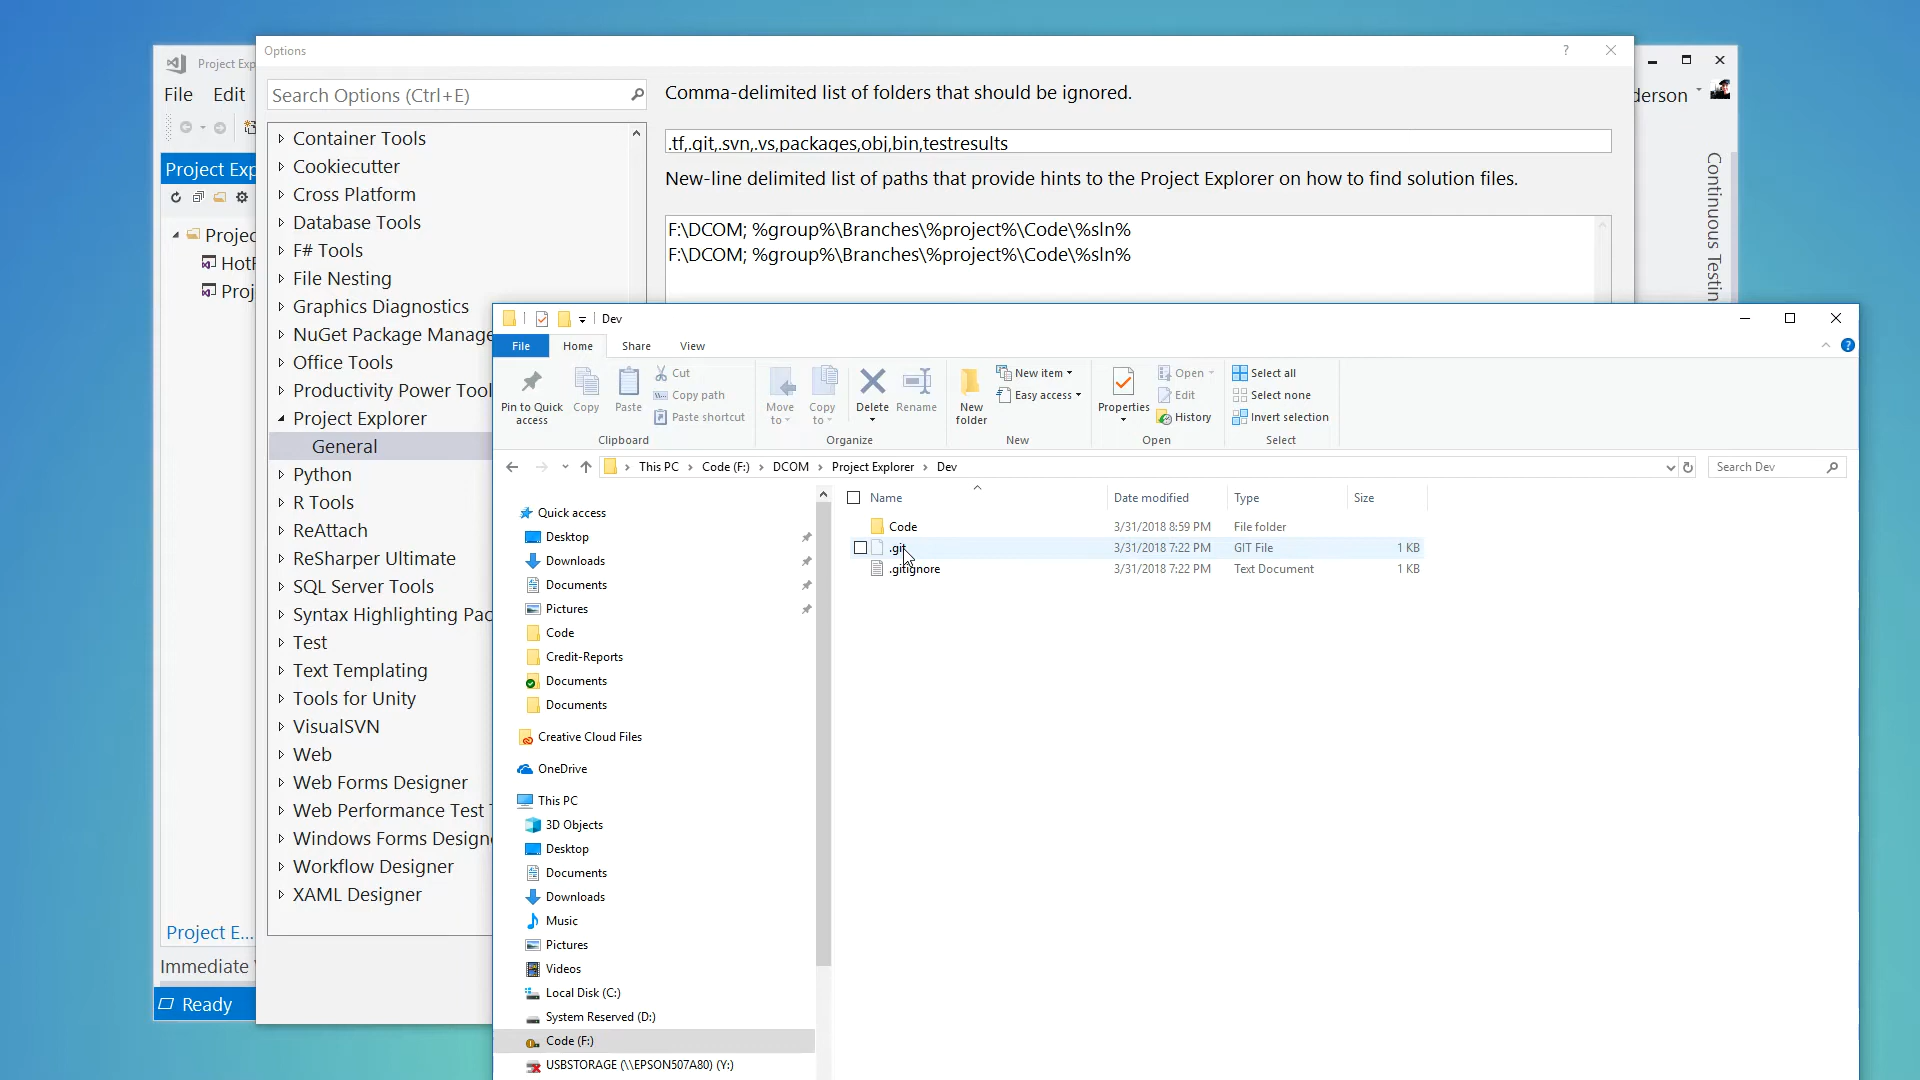 Project Exp
File Edit
Project Exp
Projec
HotF
Proj
Project E...
Immediate
Ready
derson
Continuous Testin
Options
Search Options (Ctrl+E)
Container Tools
Cookiecutter
Cross Platform
Database Tools
F# Tools
File Nesting
Graphics Diagnostics
NuGet Package Manage
Office Tools
Productivity Power Tool
Project Explorer
General
Python
R Tools
ReAttach
ReSharper Ultimate
SQL Server Tools
Syntax Highlighting Pac
Test
Text Templating
Tools for Unity
VisualSVN
Web
Web Forms Designer
Web Performance Test T
Windows Forms Designe
Workflow Designer
XAML Designer
Comma-delimited list of folders that should be ignored.
.tf,.git,.svn,.vs,packages,obj,bin,testresults
New-line delimited list of paths that provide hints to the Project Explorer on how to find solution files.
F:\DCOM; %group%\Branches\%project%\Code\%sln%
F:\DCOM; %group%\Branches\%project%\Code\%sln%
Dev
File Home Share View
Pin to Quick access
Copy
Paste
Cut
Copy path
Paste shortcut
Clipboard
Move to
Copy to
Delete
Rename
Organize
New folder
New item
Easy access
New
Properties
Open
Edit
History
Open
Select all
Select none
Invert selection
Select
This PC > Code (F:) > DCOM > Project Explorer > Dev
Search Dev
Quick access
Desktop
Downloads
Documents
Pictures
Code
Credit-Reports
Documents
Documents
Creative Cloud Files
OneDrive
This PC
3D Objects
Desktop
Documents
Downloads
Music
Pictures
Videos
Local Disk (C:)
System Reserved (D:)
Code (F:)
USBSTORAGE (\\EPSON507A80) (Y:)
Name Date modified Type Size
Code 3/31/2018 8:59 PM File folder
.git 3/31/2018 7:22 PM GIT File 1 KB
.gitignore 3/31/2018 7:22 PM Text Document 1 KB